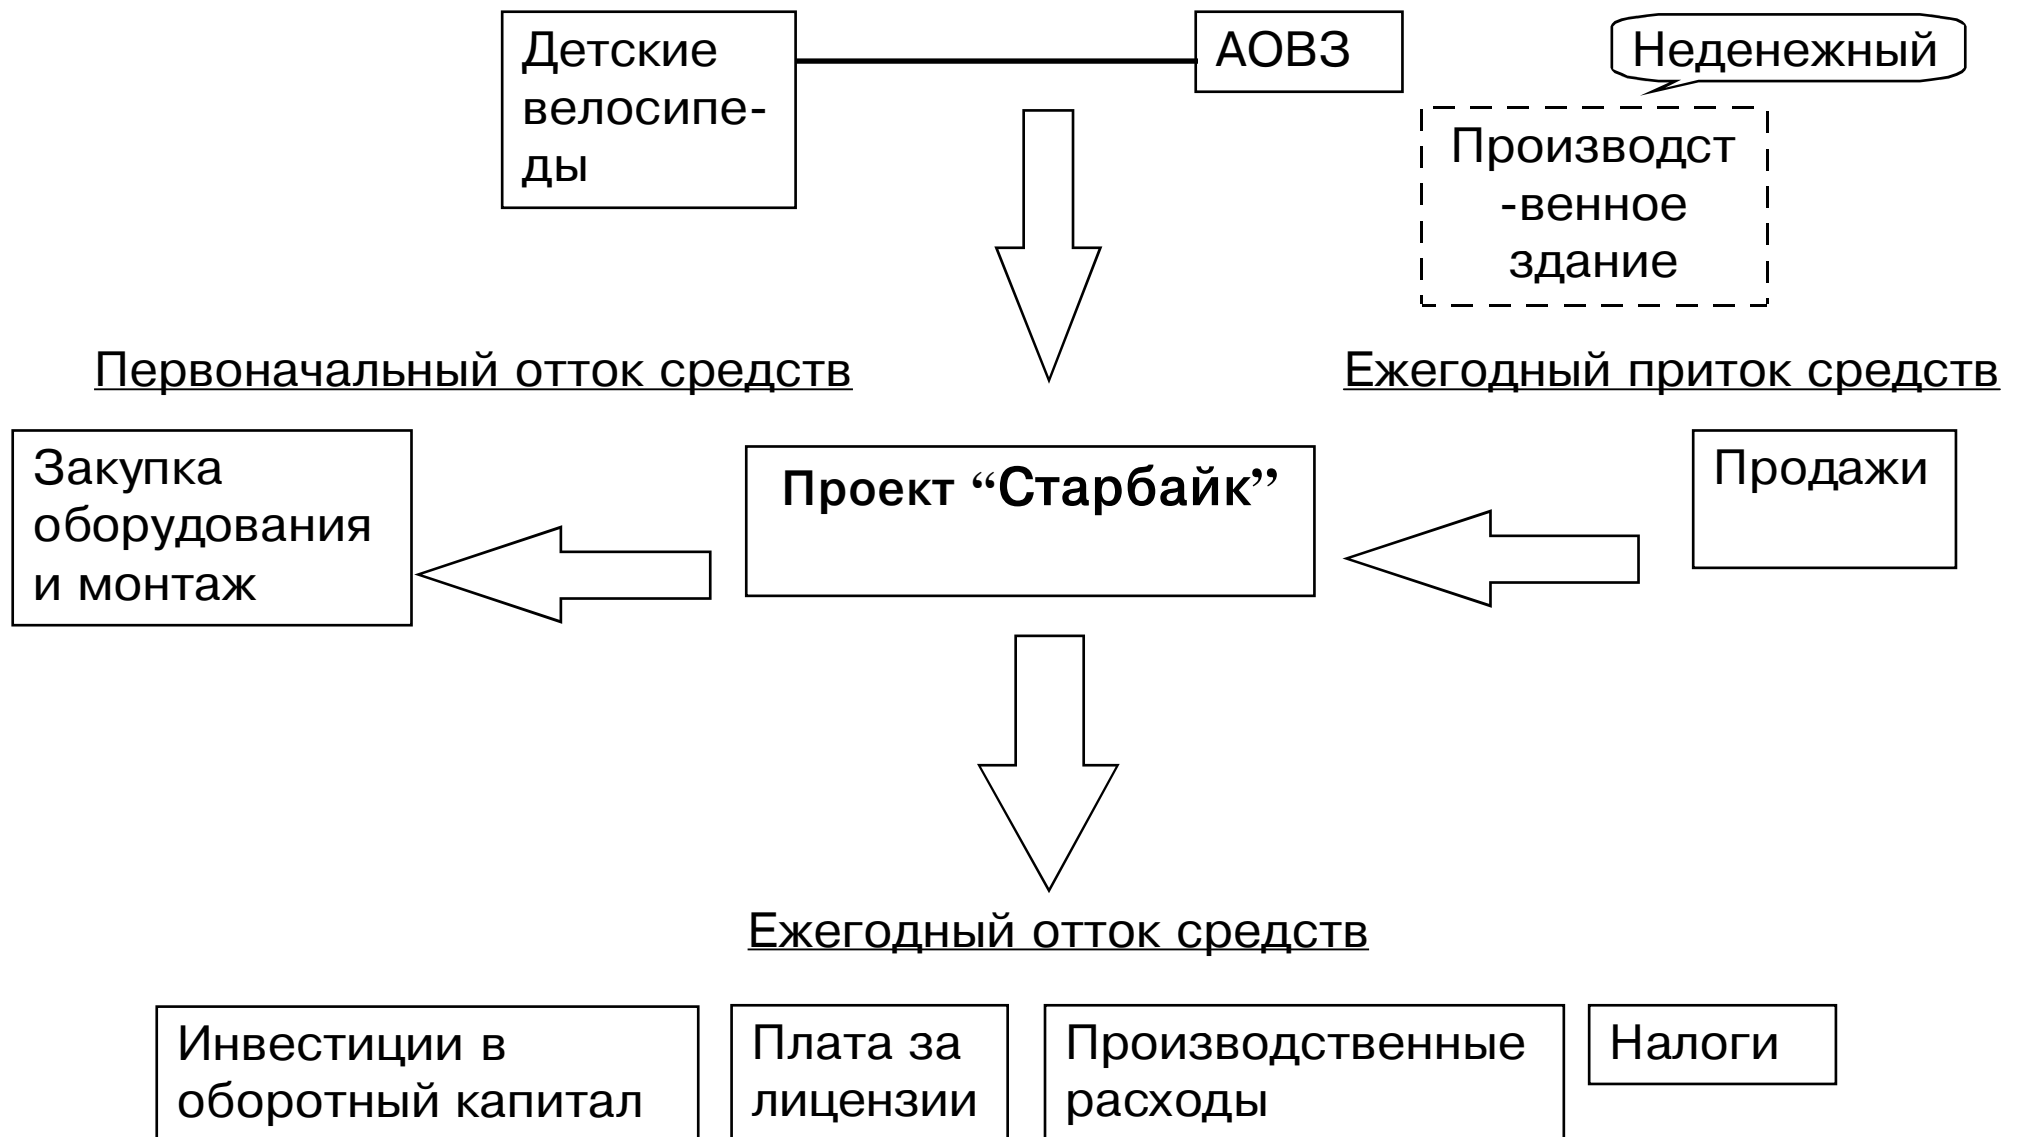 Детские
велосипе-
ды
АОВЗ
Неденежный
Производст
-венное
здание
Первоначальный отток средств
Ежегодный приток средств
Закупка
оборудования
и монтаж
Проект “Старбайк”
Продажи
Ежегодный отток средств
Инвестиции в
оборотный капитал
Плата за
лицензии
Производственные
расходы
Налоги